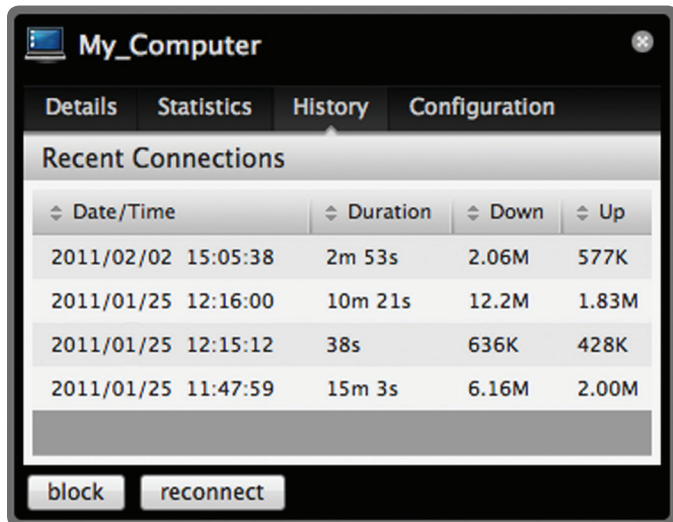 My_Computer
Details Statistics History Configuration
Recent Connections
Date/Time Duration Down Up
2011/02/02 15:05:38 2m 53s 2.06M 577K
2011/01/25 12:16:00 10m 21s 12.2M 1.83M
2011/01/25 12:15:12 38s 636K 428K
2011/01/25 11:47:59 15m 3s 6.16M 2.00M
block reconnect